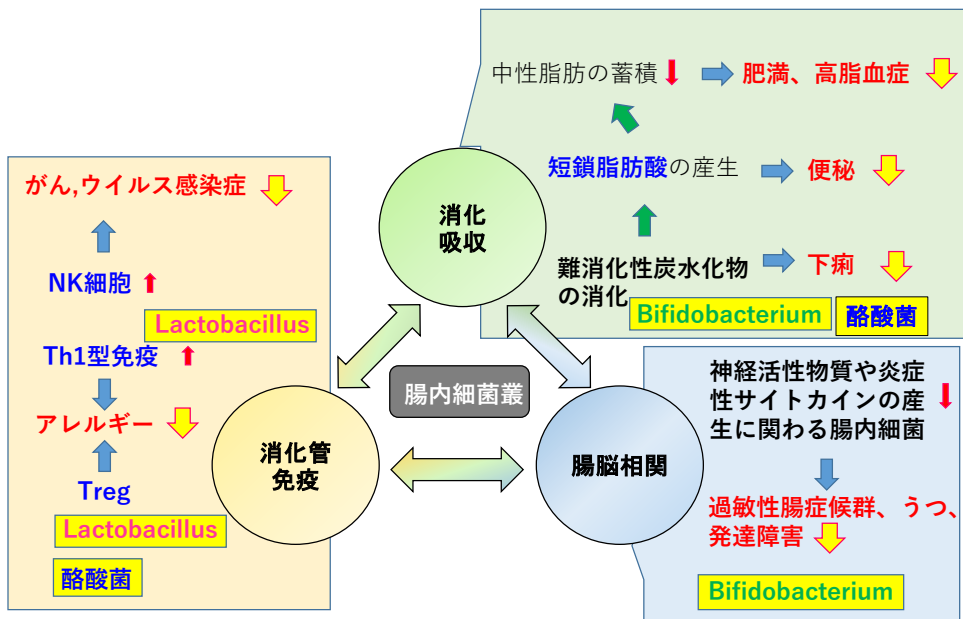 中性脂肪の蓄積
肥満、高脂血症
短鎖脂肪酸の産生
便秘
難消化性炭水化物
の消化
下痢
Bifidobacterium
酪酸菌
消化
吸収
がん,ウイルス感染症
NK細胞
Lactobacillus
Th1型免疫
アレルギー
Treg
Lactobacillus
酪酸菌
消化管
免疫
腸内細菌叢
腸脳相関
神経活性物質や炎症
性サイトカインの産
生に関わる腸内細菌
過敏性腸症候群、うつ、
発達障害
Bifidobacterium